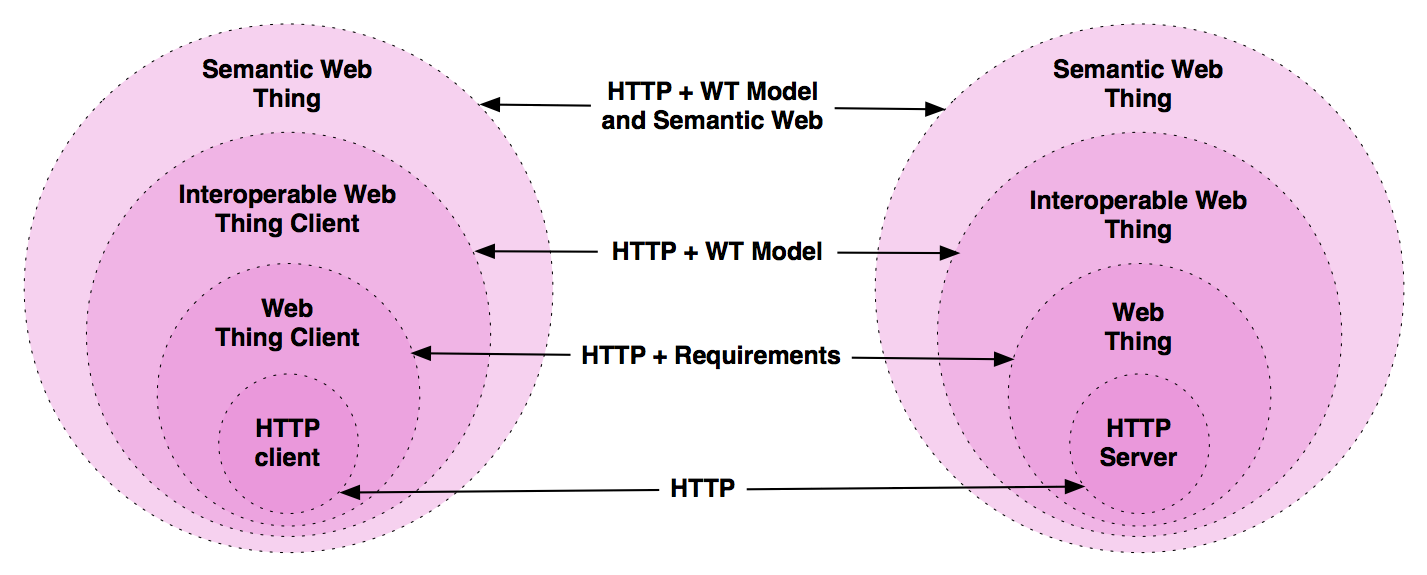 Semantic Web
Thing
Interoperable Web
Thing Client
Web
Thing Client
HTTP
client
HTTP + WT Model
and Semantic Web
HTTP + WT Model
HTTP + Requirements
HTTP
Semantic Web
Thing
Interoperable Web
Thing
Web
Thing
HTTP
Server